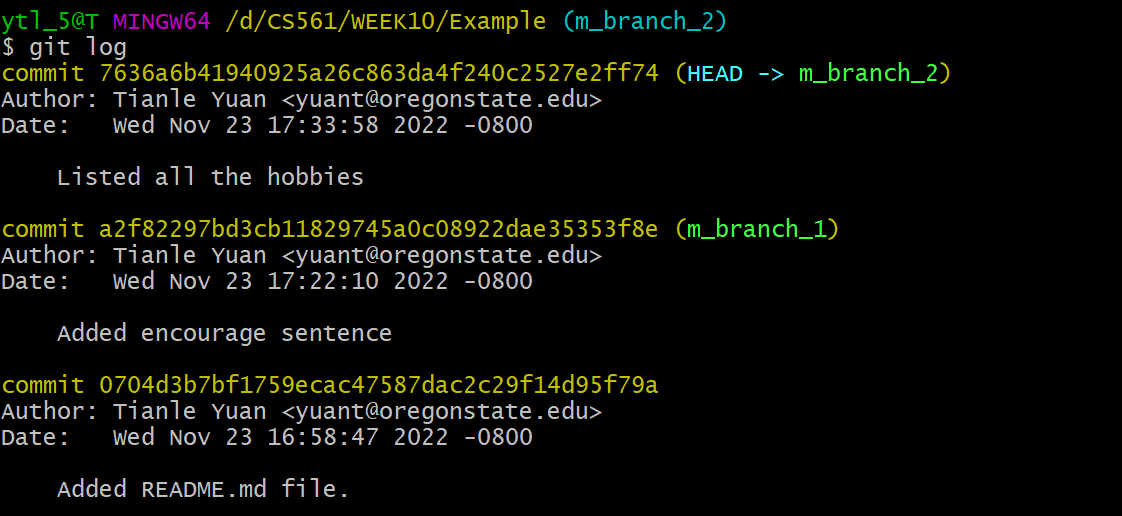 ytl_5@T MINGW64 /d/CS561/WEEK10/Example (m_branch_2)
$ git log
commit 7636a6b41940925a26c863da4f240c2527e2ff74 (HEAD -> m_branch_2)
Author: Tianle Yuan <yuant@oregonstate.edu>
Date:   Wed Nov 23 17:33:58 2022 -0800
    Listed all the hobbies
commit a2f82297bd3cb11829745a0c08922dae35353f8e (m_branch_1)
Author: Tianle Yuan <yuant@oregonstate.edu>
Date:   Wed Nov 23 17:22:10 2022 -0800
    Added encourage sentence
commit 0704d3b7bf1759ecac47587dac2c29f14d95f79a
Author: Tianle Yuan <yuant@oregonstate.edu>
Date:   Wed Nov 23 16:58:47 2022 -0800
    Added README.md file.